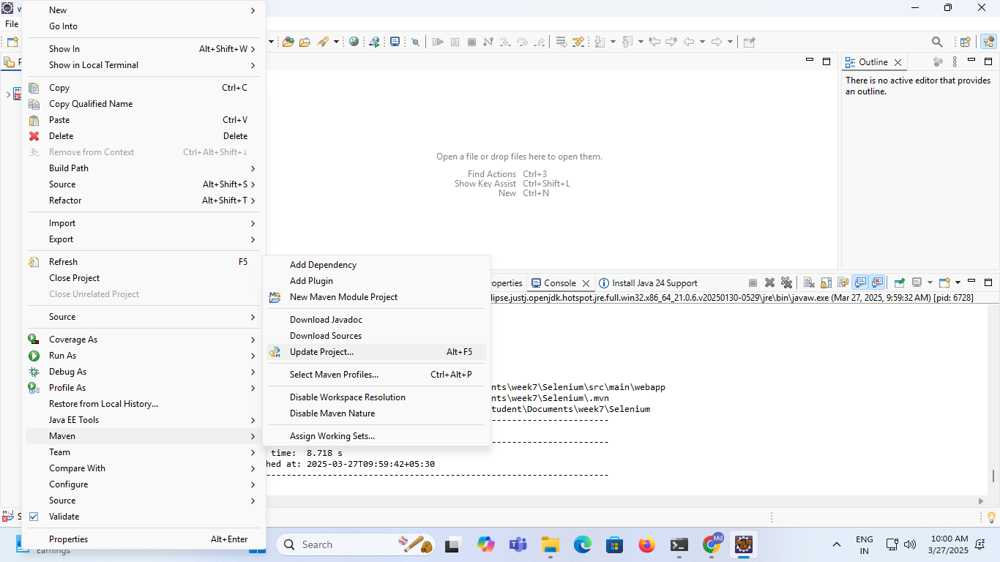 New
Go Into
Show In Alt+Shift+W
Show in Local Terminal
Copy Ctrl+C
Copy Qualified Name
Paste Ctrl+V
Delete Delete
Remove from Context Ctrl+Alt+Shift+↓
Build Path
Source Alt+Shift+S
Refactor Alt+Shift+T
Import
Export
Refresh F5
Close Project
Close Unrelated Project
Source
Coverage As
Run As
Debug As
Profile As
Restore from Local History...
Java EE Tools
Maven
Team
Compare With
Configure
Source
Validate
Properties Alt+Enter
Add Dependency
Add Plugin
New Maven Module Project
Download Javadoc
Download Sources
Update Project... Alt+F5
Select Maven Profiles... Ctrl+Alt+P
Disable Workspace Resolution
Disable Maven Nature
Assign Working Sets...
File
Open a file or drop files here to open them.
Find Actions Ctrl+3
Show Key Assist Ctrl+Shift+L
New Ctrl+N
Outline
There is no active editor that provides
an outline.
roperties Console Install Java 24 Support
lipse.justj.openjdk.hotspot.jre.full.win32.x86_64_21.0.6.v20250130-0529\jre\bin\javaw.exe (Mar 27, 2025, 9:59:32 AM) [pid: 6728]
nts\week7\Selenium\src\main\webapp
nts\week7\Selenium\.mvn
tudent\Documents\week7\Selenium
------------------------------------------------------------------------
------------------------------------------------------------------------
time: 8.718 s
hed at: 2025-03-27T09:59:42+05:30
------------------------------------------------------------------------
Earnings
Search
Md
ENG
IN
10:00 AM
3/27/2025